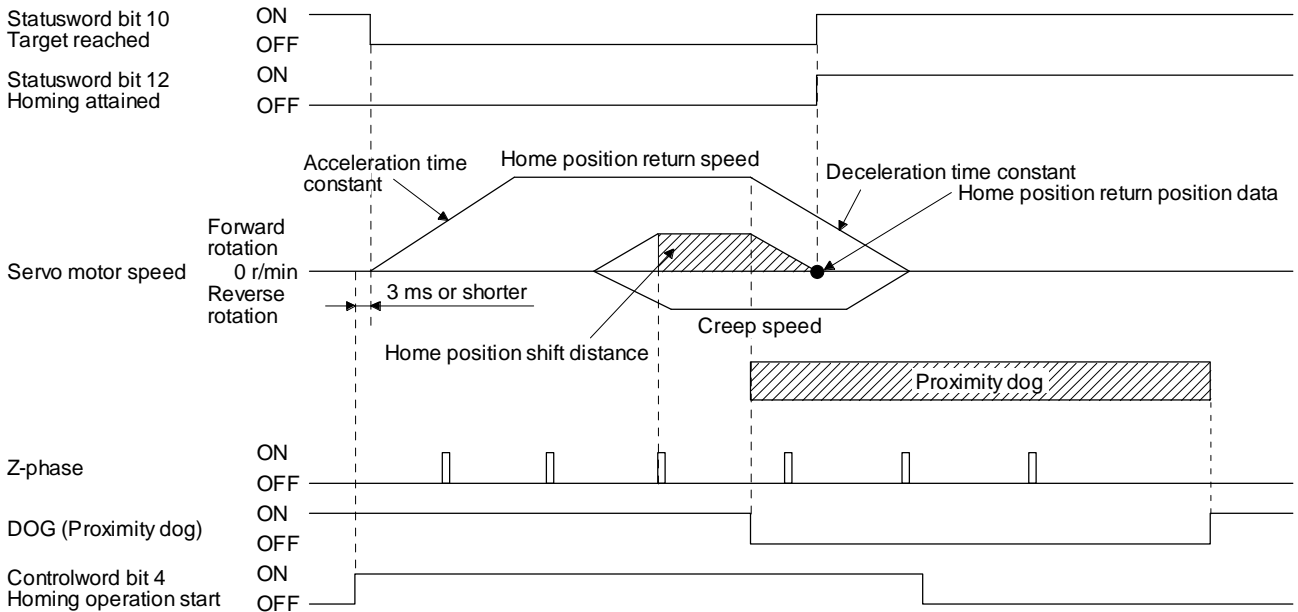 Statusword bit 10
Target reached
ON
OFF
Statusword bit 12
Homing attained
ON
OFF
Acceleration time
constant
Home position return speed
Deceleration time constant
Home position return position data
Forward
rotation
Servo motor speed
0 r/min
Reverse
rotation
3 ms or shorter
Creep speed
Home position shift distance
Proximity dog
Z-phase
ON
OFF
DOG (Proximity dog)
ON
OFF
Controlword bit 4
Homing operation start
ON
OFF